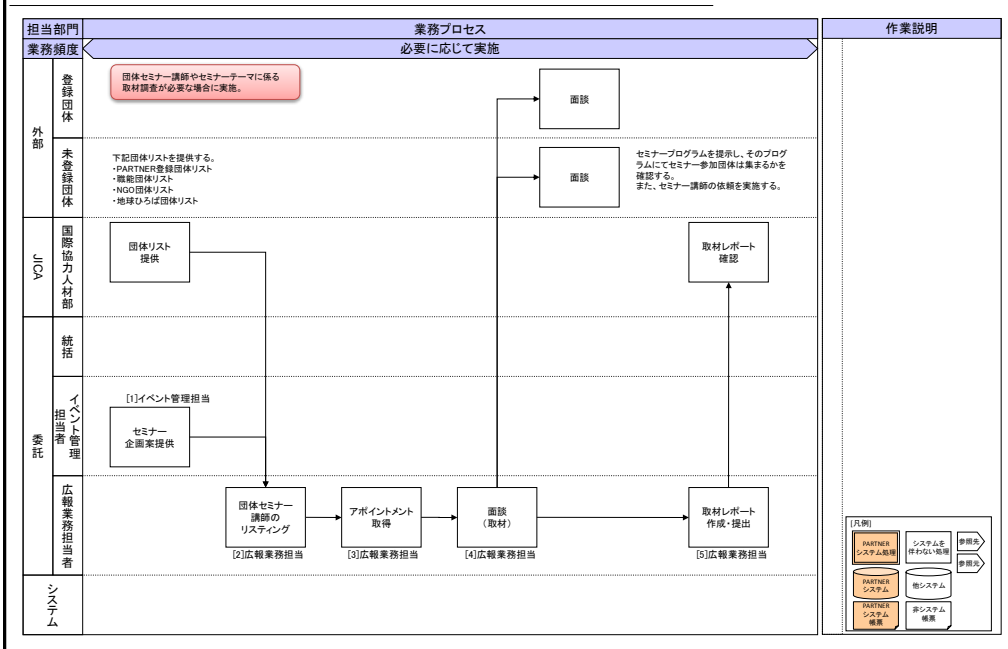 担当部門
業務プロセス
作業説明
業務頻度
必要に応じて実施
外部
登録団体
団体セミナー講師やセミナーテーマに係る
取材調査が必要な場合に実施。
面談
未登録団体
下記団体リストを提供する。
・PARTNER登録団体リスト
・職能団体リスト
・NGO団体リスト
・地球ひろば団体リスト
面談
セミナープログラムを提示し、そのプログ
ラムにてセミナー参加団体は集まるかを
確認する。
また、セミナー講師の依頼を実施する。
JICA
国際協力人材部
団体リスト
提供
取材レポート
確認
委託
統括
イベント管理
担当者
[1]イベント管理担当
セミナー
企画案提供
広報業務担当者
団体セミナー
講師の
リスティング
[2]広報業務担当
アポイントメント
取得
[3]広報業務担当
面談
(取材)
[4]広報業務担当
取材レポート
作成・提出
[5]広報業務担当
システム
[凡例]
PARTNER
システム処理
システムを
伴わない処理
参照先
参照元
PARTNER
システム
他システム
PARTNER
システム
帳票
非システム
帳票